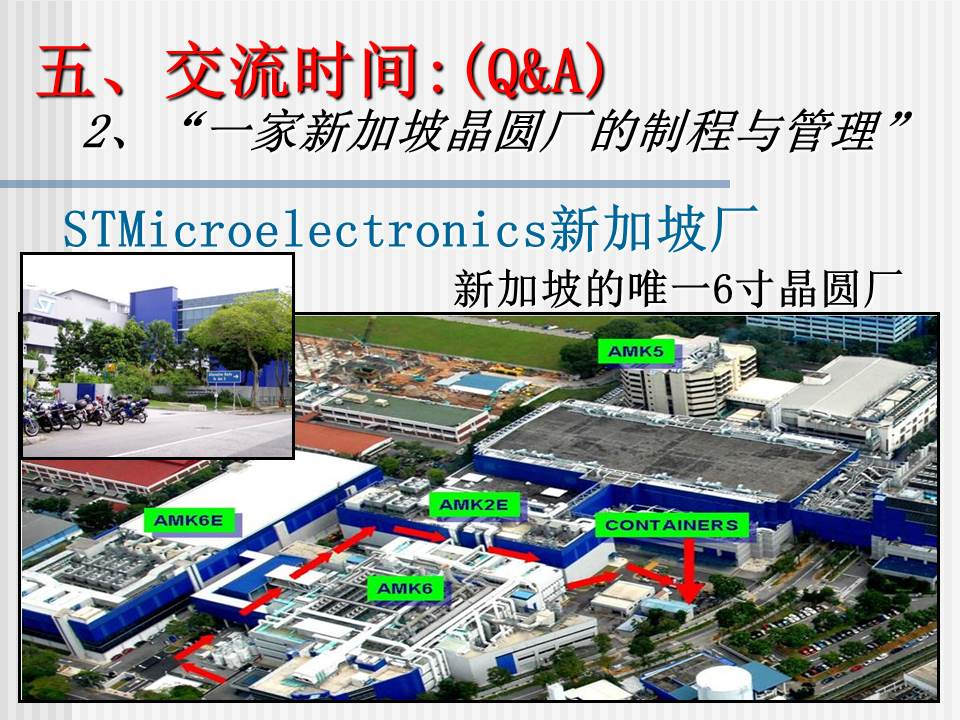 五、交流时间:(Q&A)
2、“一家新加坡晶圆厂的制程与管理”
STMicroelectronics新加坡厂
新加坡的唯一6寸晶圆厂
AMK5
AMK2E
AMK6E
CONTAINERS
AMK6